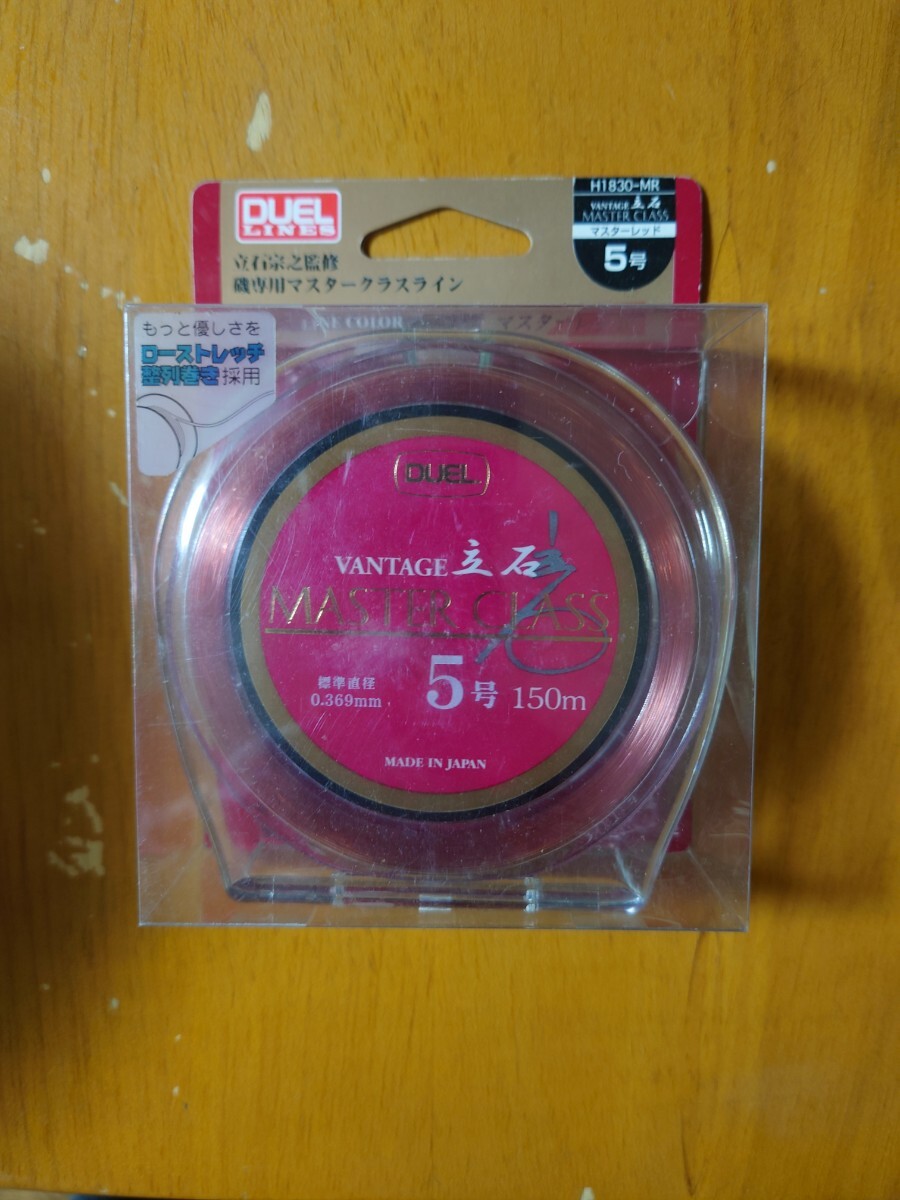 DUEL
LINES
H1830-MR
VANTAGE 立石
MASTER CLASS
マスターレッド
5号
立石宗之監修
磯専用マスタークラスライン
LINE COLOR
もっと優しさを
ローストレッチ
整列巻き採用
DUEL
VANTAGE 立石
MASTER CLASS
標準直径
0.369mm
5号 150m
MADE IN JAPAN